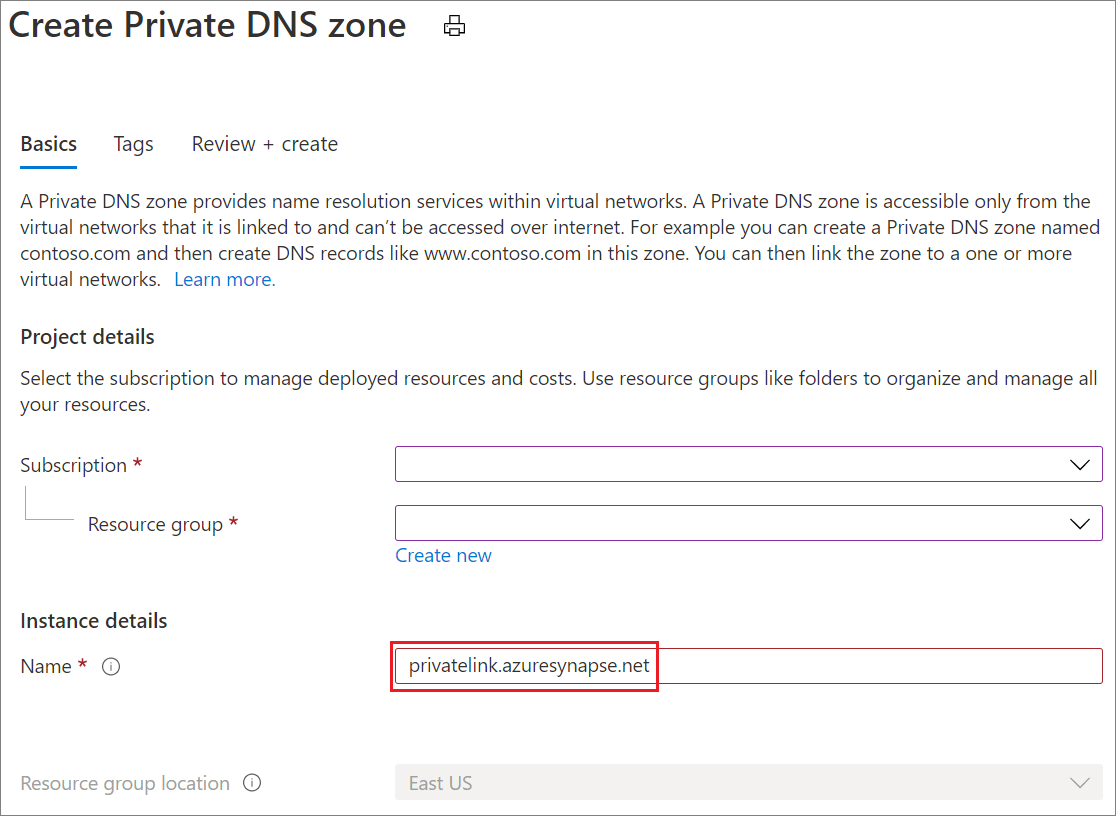 Create Private DNS zone
Basics
Tags
Review + create
A Private DNS zone provides name resolution services within virtual networks. A Private DNS zone is accessible only from the
virtual networks that it is linked to and can’t be accessed over internet. For example you can create a Private DNS zone named
contoso.com and then create DNS records like www.contoso.com in this zone. You can then link the zone to a one or more
virtual networks. Learn more.
Project details
Select the subscription to manage deployed resources and costs. Use resource groups like folders to organize and manage all
your resources.
Subscription *
Resource group *
Create new
Instance details
Name *
privatelink.azuresynapse.net
Resource group location
East US